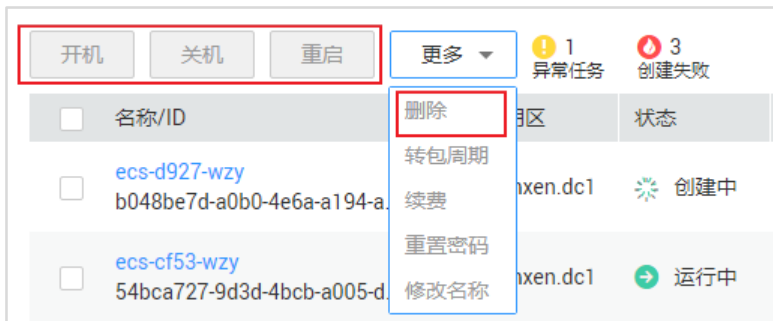 开机 关机 重启 更多 1 3
异常任务 创建失败
名称/ID 删除 用区 状态
转包周期
ecs-d927-wzy
b048be7d-a0b0-4e6a-a194-a. 续费 nxen.dc1 创建中
重置密码
ecs-cf53-wzy
54bca727-9d3d-4bcb-a005-d. 修改名称 nxen.dc1 运行中